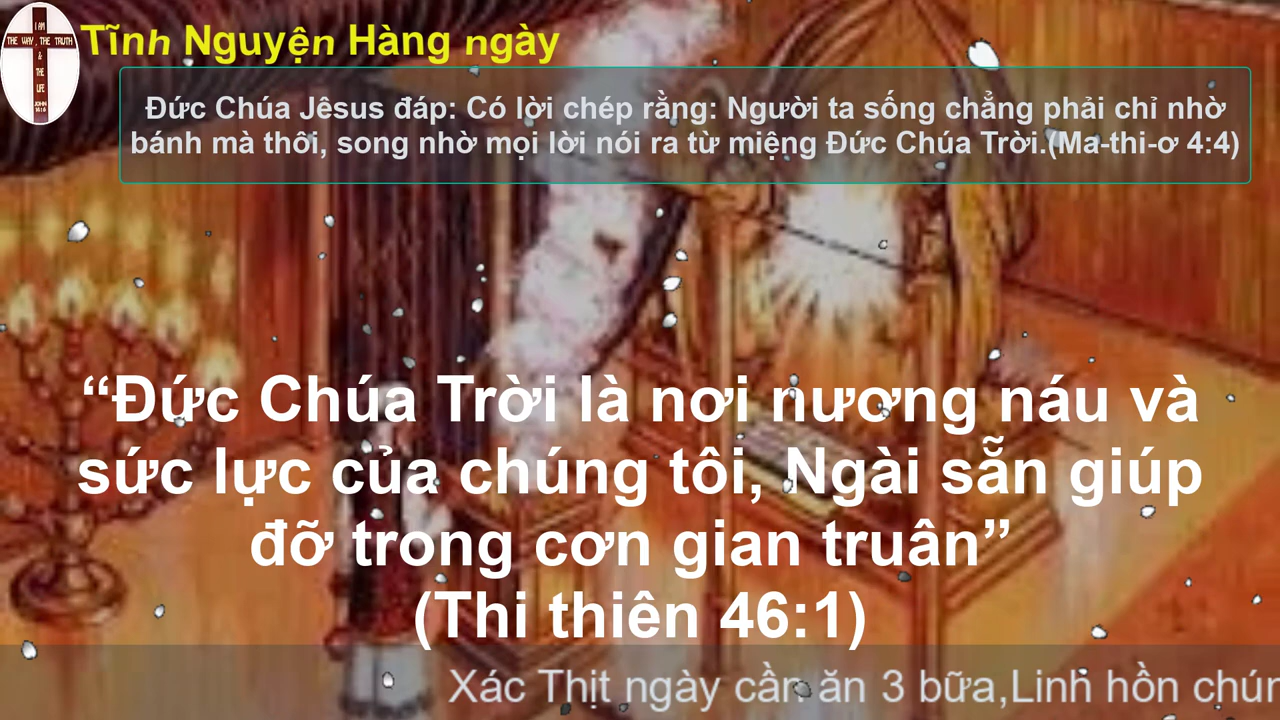 I AM
THE WAY, THE TRUTH
&
THE
LIFE
JOHN
Tĩnh Nguyện Hàng ngày
Đức Chúa Jêsus đáp: Có lời chép rằng: Người ta sống chẳng phải chỉ nhờ
bánh mà thôi, song nhờ mọi lời nói ra từ miệng Đức Chúa Trời.(Ma-thi-ơ 4:4)
“Đức Chúa Trời là nơi nương náu và
sức lực của chúng tôi, Ngài sẵn giúp
đỡ trong cơn gian truân”
(Thi thiên 46:1)
Xác Thịt ngày cần ăn 3 bữa,Linh hồn chún